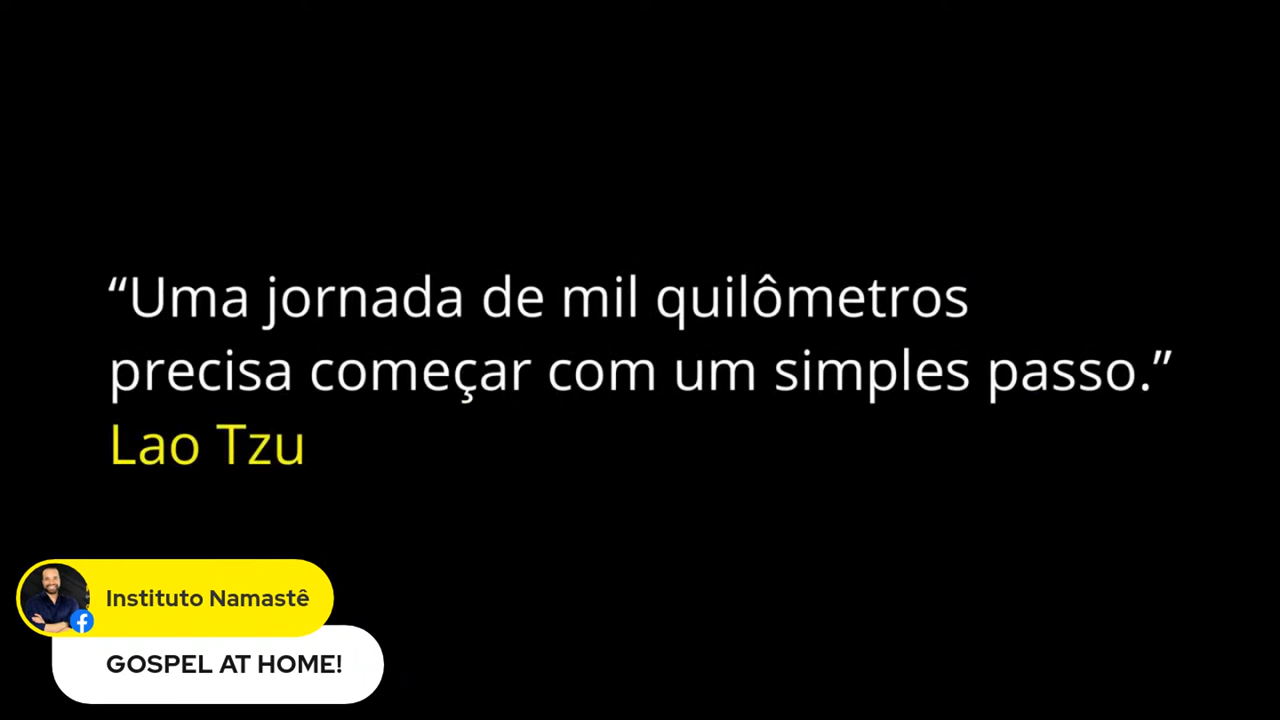 “Uma jornada de mil quilômetros
precisa começar com um simples passo.”
Lao Tzu
Instituto Namastê
GOSPEL AT HOME!